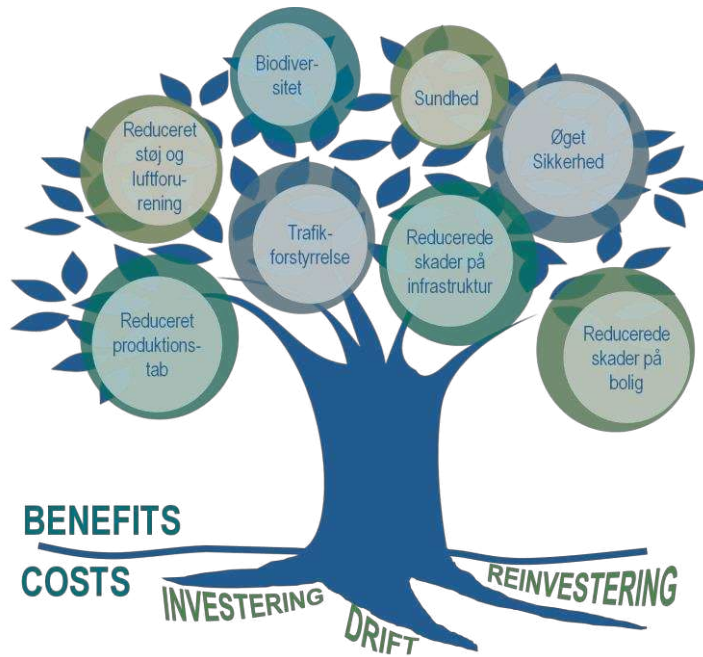 Biodiver-
sitet
Sundhed
Reduceret
støj og
luftforu-
rening
Øget
Sikkerhed
Trafik-
forstyrrelse
Reducerede
skader på
infrastruktur
Reduceret
produktions-
tab
Reducerede
skader på
bolig
BENEFITS
COSTS
INVESTERING
DRIFT
REINVESTERING